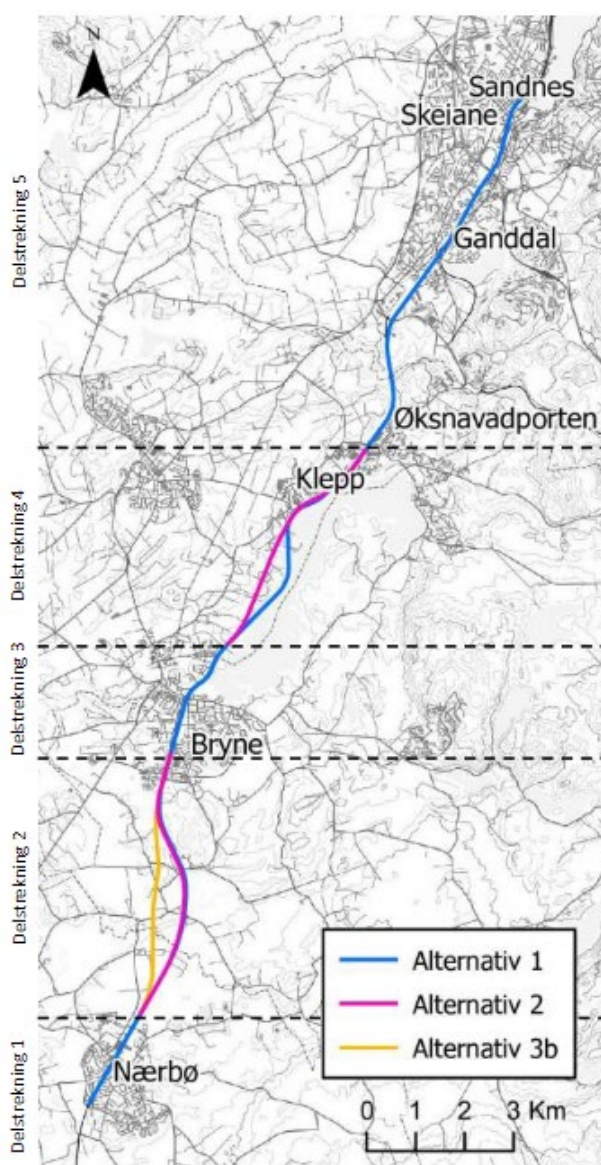 N
Sandnes
Skeiane
Delstrekning 5
Ganddal
Øksnavadporten
Klepp
Delstrekning 4
Delstrekning 3
Bryne
Delstrekning 2
Alternativ 1
Alternativ 2
Alternativ 3b
Delstrekning 1
Nærbø
0 1 2 3 Km